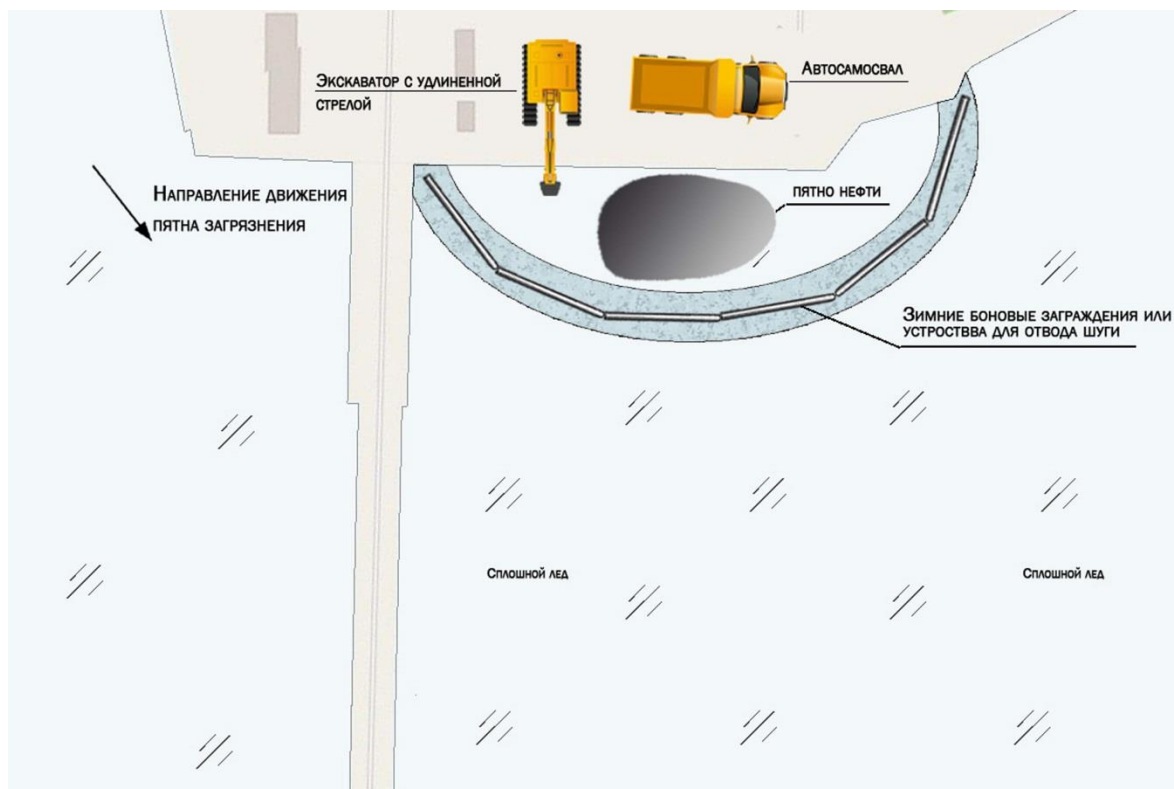 Экскаватор с удлиненной
стрелой
Автосамосвал
Направление движения
пятна загрязнения
пятно нефти
Зимние боновые заграждения или
устроствва для отвода шуги
Сплошной лед
Сплошной лед